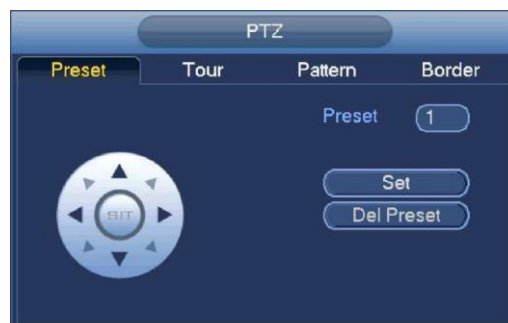 PTZ
Preset Tour Pattern Border
Preset 1
SIT
Set
Del Preset